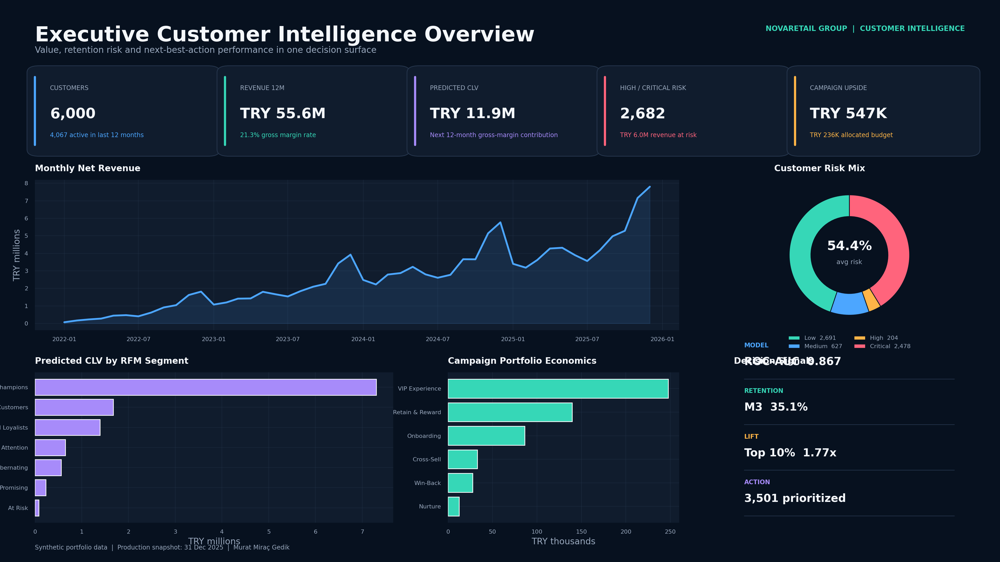 Executive Customer Intelligence Overview
NOVARETAIL GROUP | CUSTOMER INTELLIGENCE
Value, retention risk and next-best-action performance in one decision surface
CUSTOMERS
6,000
4,067 active in last 12 months
REVENUE 12M
TRY 55.6M
21.3% gross margin rate
PREDICTED CLV
TRY 11.9M
Next 12-month gross-margin contribution
HIGH / CRITICAL RISK
2,682
TRY 6.0M revenue at risk
CAMPAIGN UPSIDE
TRY 547K
TRY 236K allocated budget
Monthly Net Revenue
TRY millions
8
7
6
5
4
3
2
1
0
2022-01 2022-07 2023-01 2023-07 2024-01 2024-07 2025-01 2025-07 2026-01
Customer Risk Mix
54.4%
avg risk
Low 2,691 High 204
Medium 627 Critical 2,478
Predicted CLV by RFM Segment
hampions
Customers
Loyalists
Attention
bernating
Promising
At Risk
0 1 2 3 4 5 6 7
TRY millions
Campaign Portfolio Economics
VIP Experience
Retain & Reward
Onboarding
Cross-Sell
Win-Back
Nurture
0 50 100 150 200 250
TRY thousands
Decision Signals
MODEL
ROC-AUC 0.867
RETENTION
M3 35.1%
LIFT
Top 10% 1.77x
ACTION
3,501 prioritized
Synthetic portfolio data | Production snapshot: 31 Dec 2025 | Murat Miraç Gedik